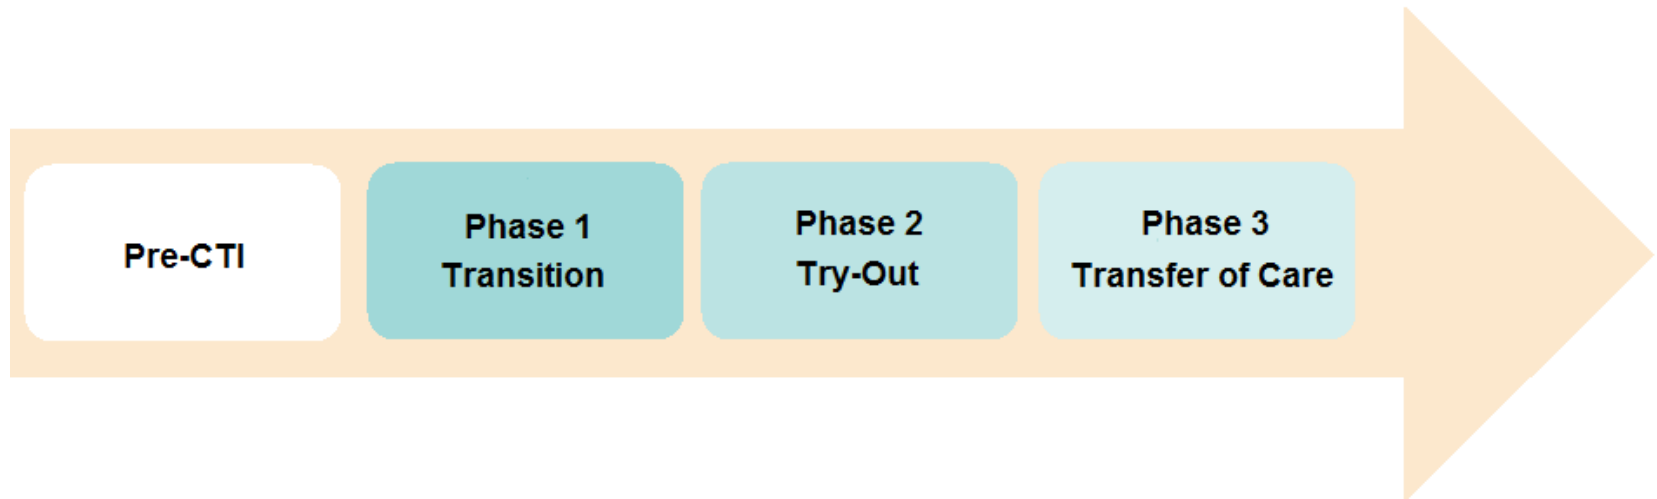 Pre-CTI
Phase 1
Transition
Phase 2
Try-Out
Phase 3
Transfer of Care